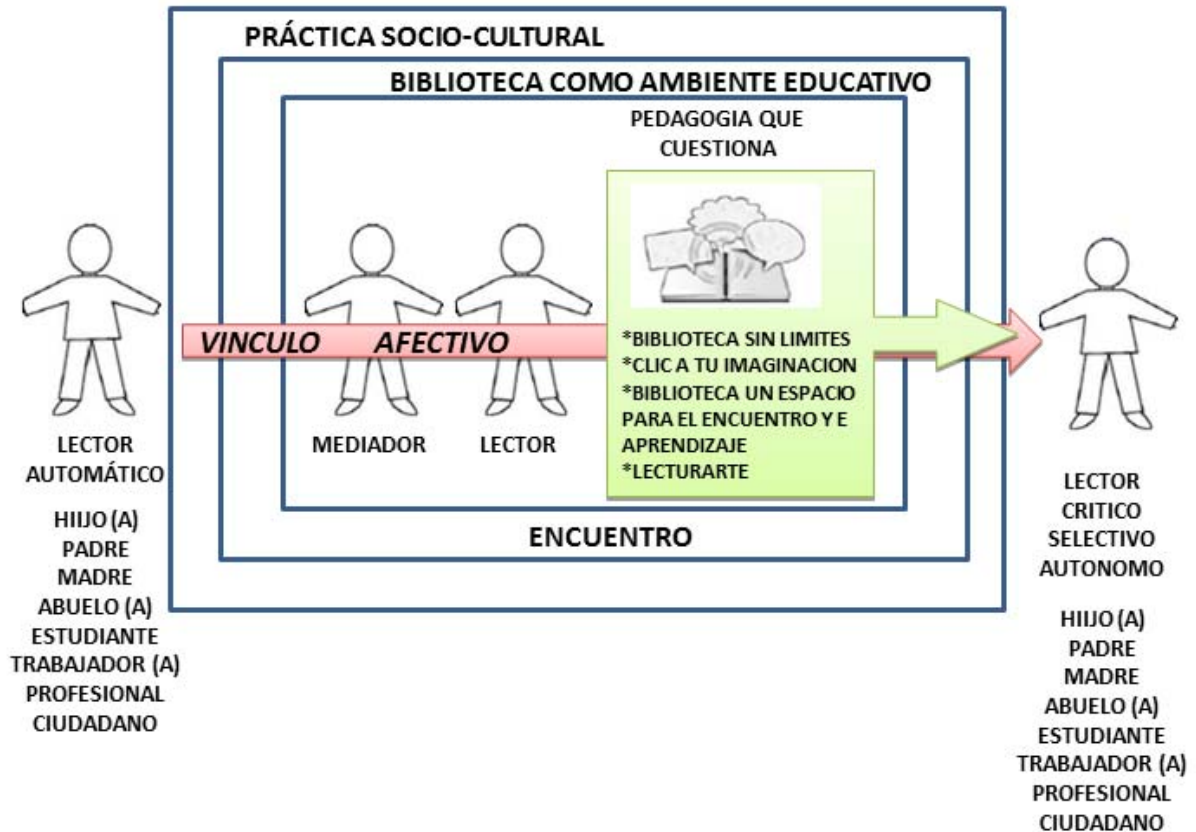 PRÁCTICA SOCIO-CULTURAL
BIBLIOTECA COMO AMBIENTE EDUCATIVO
PEDAGOGIA QUE
CUESTIONA
VINCULO AFECTIVO
*BIBLIOTECA SIN LIMITES
*CLIC A TU IMAGINACION
*BIBLIOTECA UN ESPACIO
PARA EL ENCUENTRO Y E
APRENDIZAJE
*LECTURARTE
MEDIADOR
LECTOR
ENCUENTRO
LECTOR
AUTOMÁTICO
HIIJO (A)
PADRE
MADRE
ABUELO (A)
ESTUDIANTE
TRABAJADOR (A)
PROFESIONAL
CIUDADANO
LECTOR
CRITICO
SELECTIVO
AUTONOMO
HIIJO (A)
PADRE
MADRE
ABUELO (A)
ESTUDIANTE
TRABAJADOR (A)
PROFESIONAL
CIUDADANO